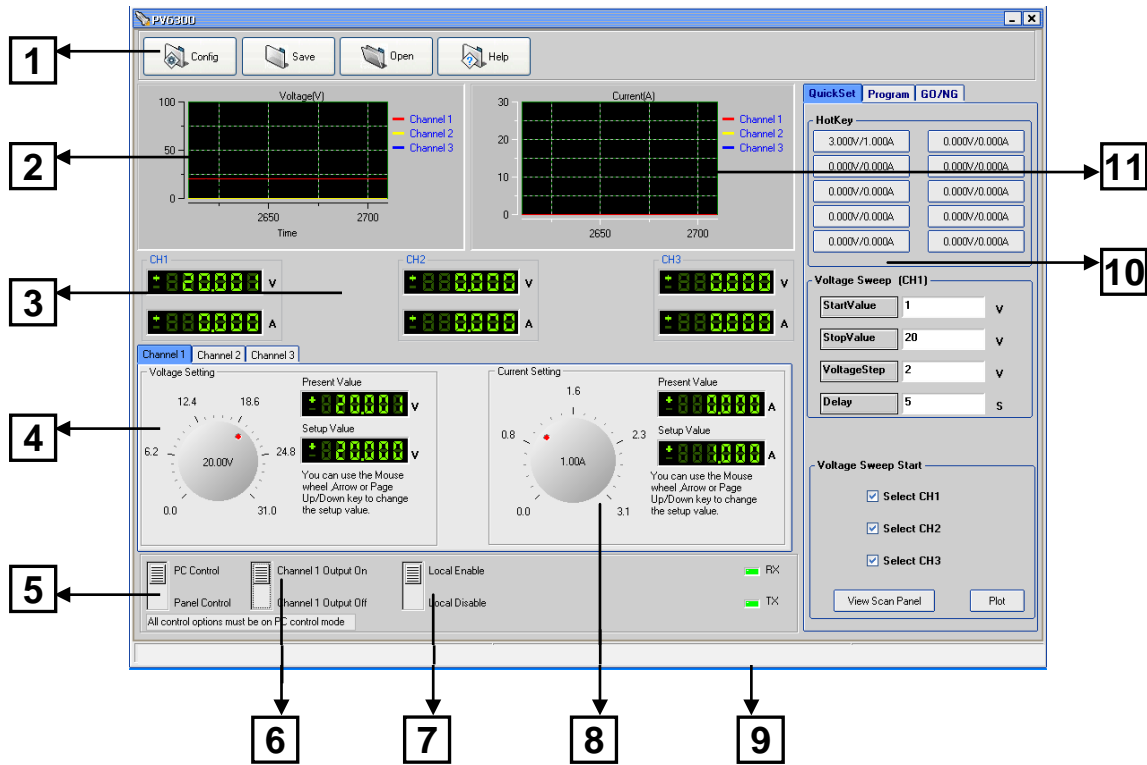 PV6300
Config Save Open Help
1
Voltage(V)
100
50
0
2650 2700
Time
Channel 1
Channel 2
Channel 3
2
Current(A)
30
20
10
0
2650 2700
Channel 1
Channel 2
Channel 3
11
CH1
± 20.001 V
± 0.000 A
CH2
± 0.000 V
± 0.000 A
CH3
± 0.000 V
± 0.000 A
3
Channel 1 Channel 2 Channel 3
Voltage Setting
0.0 6.2 12.4 18.6 24.8 31.0
20.00V
Present Value
± 20.001 V
Setup Value
± 20.000 V
You can use the Mouse
wheel ,Arrow or Page
Up/Down key to change
the setup value.
4
Current Setting
0.0 0.8 1.6 2.3 3.1
1.00A
Present Value
± 0.000 A
Setup Value
± 1.000 A
You can use the Mouse
wheel ,Arrow or Page
Up/Down key to change
the setup value.
PC Control
Panel Control
Channel 1 Output On
Channel 1 Output Off
Local Enable
Local Disable
RX
TX
All control options must be on PC control mode
5
6
7
8
9
QuickSet Program GO/NG
HotKey
3.000V/1.000A 0.000V/0.000A
0.000V/0.000A 0.000V/0.000A
0.000V/0.000A 0.000V/0.000A
0.000V/0.000A 0.000V/0.000A
0.000V/0.000A 0.000V/0.000A
10
Voltage Sweep (CH1)
StartValue 1 V
StopValue 20 V
VoltageStep 2 V
Delay 5 S
Voltage Sweep Start
Select CH1
Select CH2
Select CH3
View Scan Panel Plot